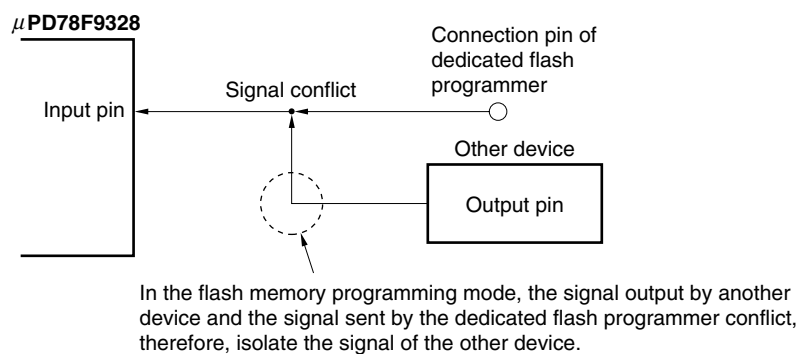 μPD78F9328
Connection pin of
dedicated flash
programmer
Signal conflict
Input pin
Other device
Output pin
In the flash memory programming mode, the signal output by another
device and the signal sent by the dedicated flash programmer conflict,
therefore, isolate the signal of the other device.